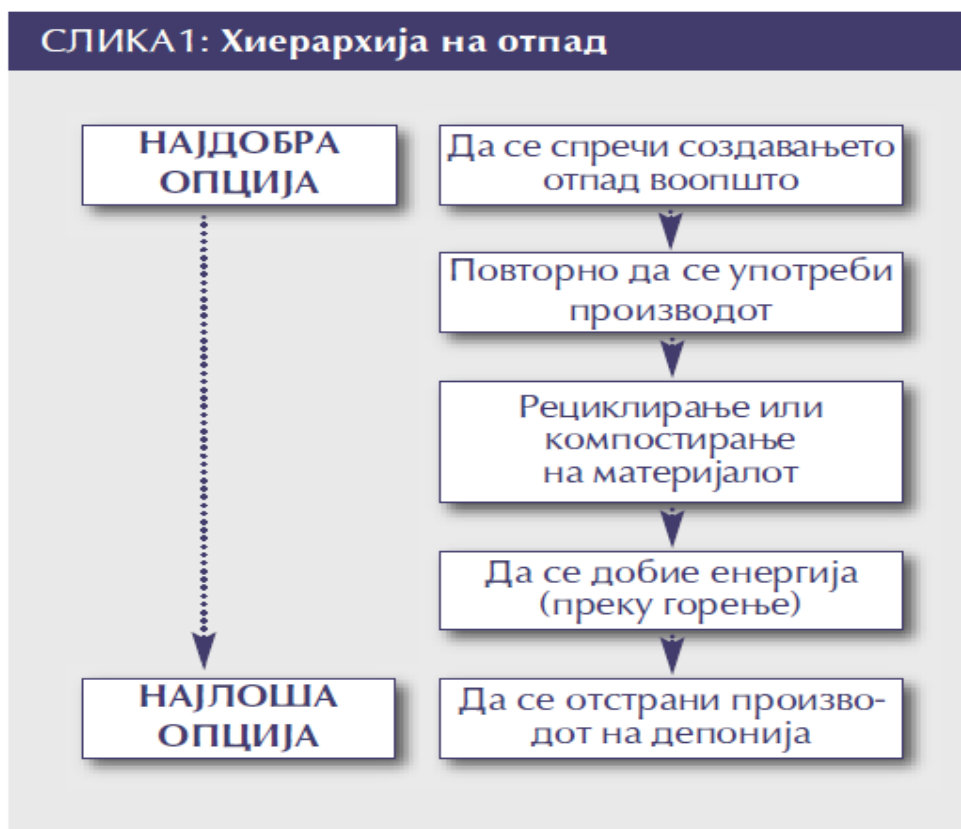 СЛИКА1: Хиерархија на отпад
НАЈДОБРА
ОПЦИЈА
Да се спречи создавањето
отпад воопшто
Повторно да се употреби
производот
Рециклирање или
компостирање
на материјалот
Да се добие енергија
(преку горење)
НАЈЛОША
ОПЦИЈА
Да се отстрани произво-
дот на депонија